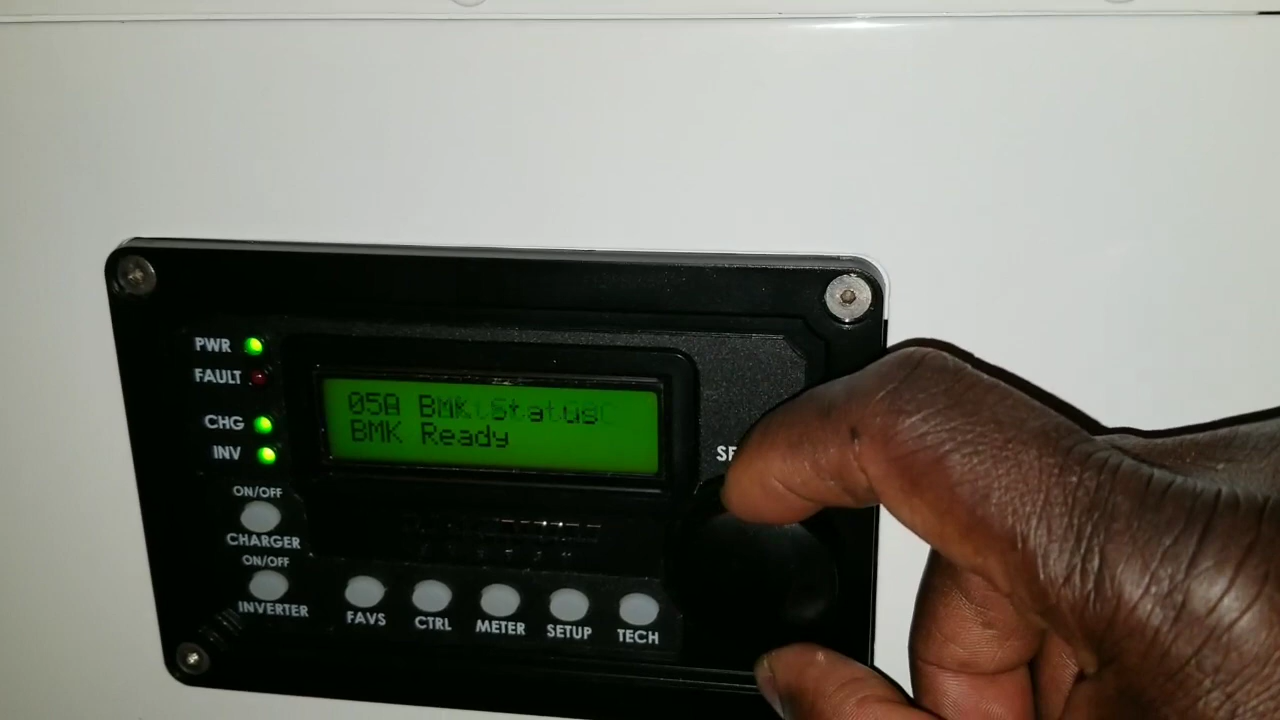 PWR
FAULT
CHG
INV
05A BMK Status
BMK Ready
ON/OFF
CHARGER
ON/OFF
INVERTER
FAVS
CTRL
METER
SETUP
TECH